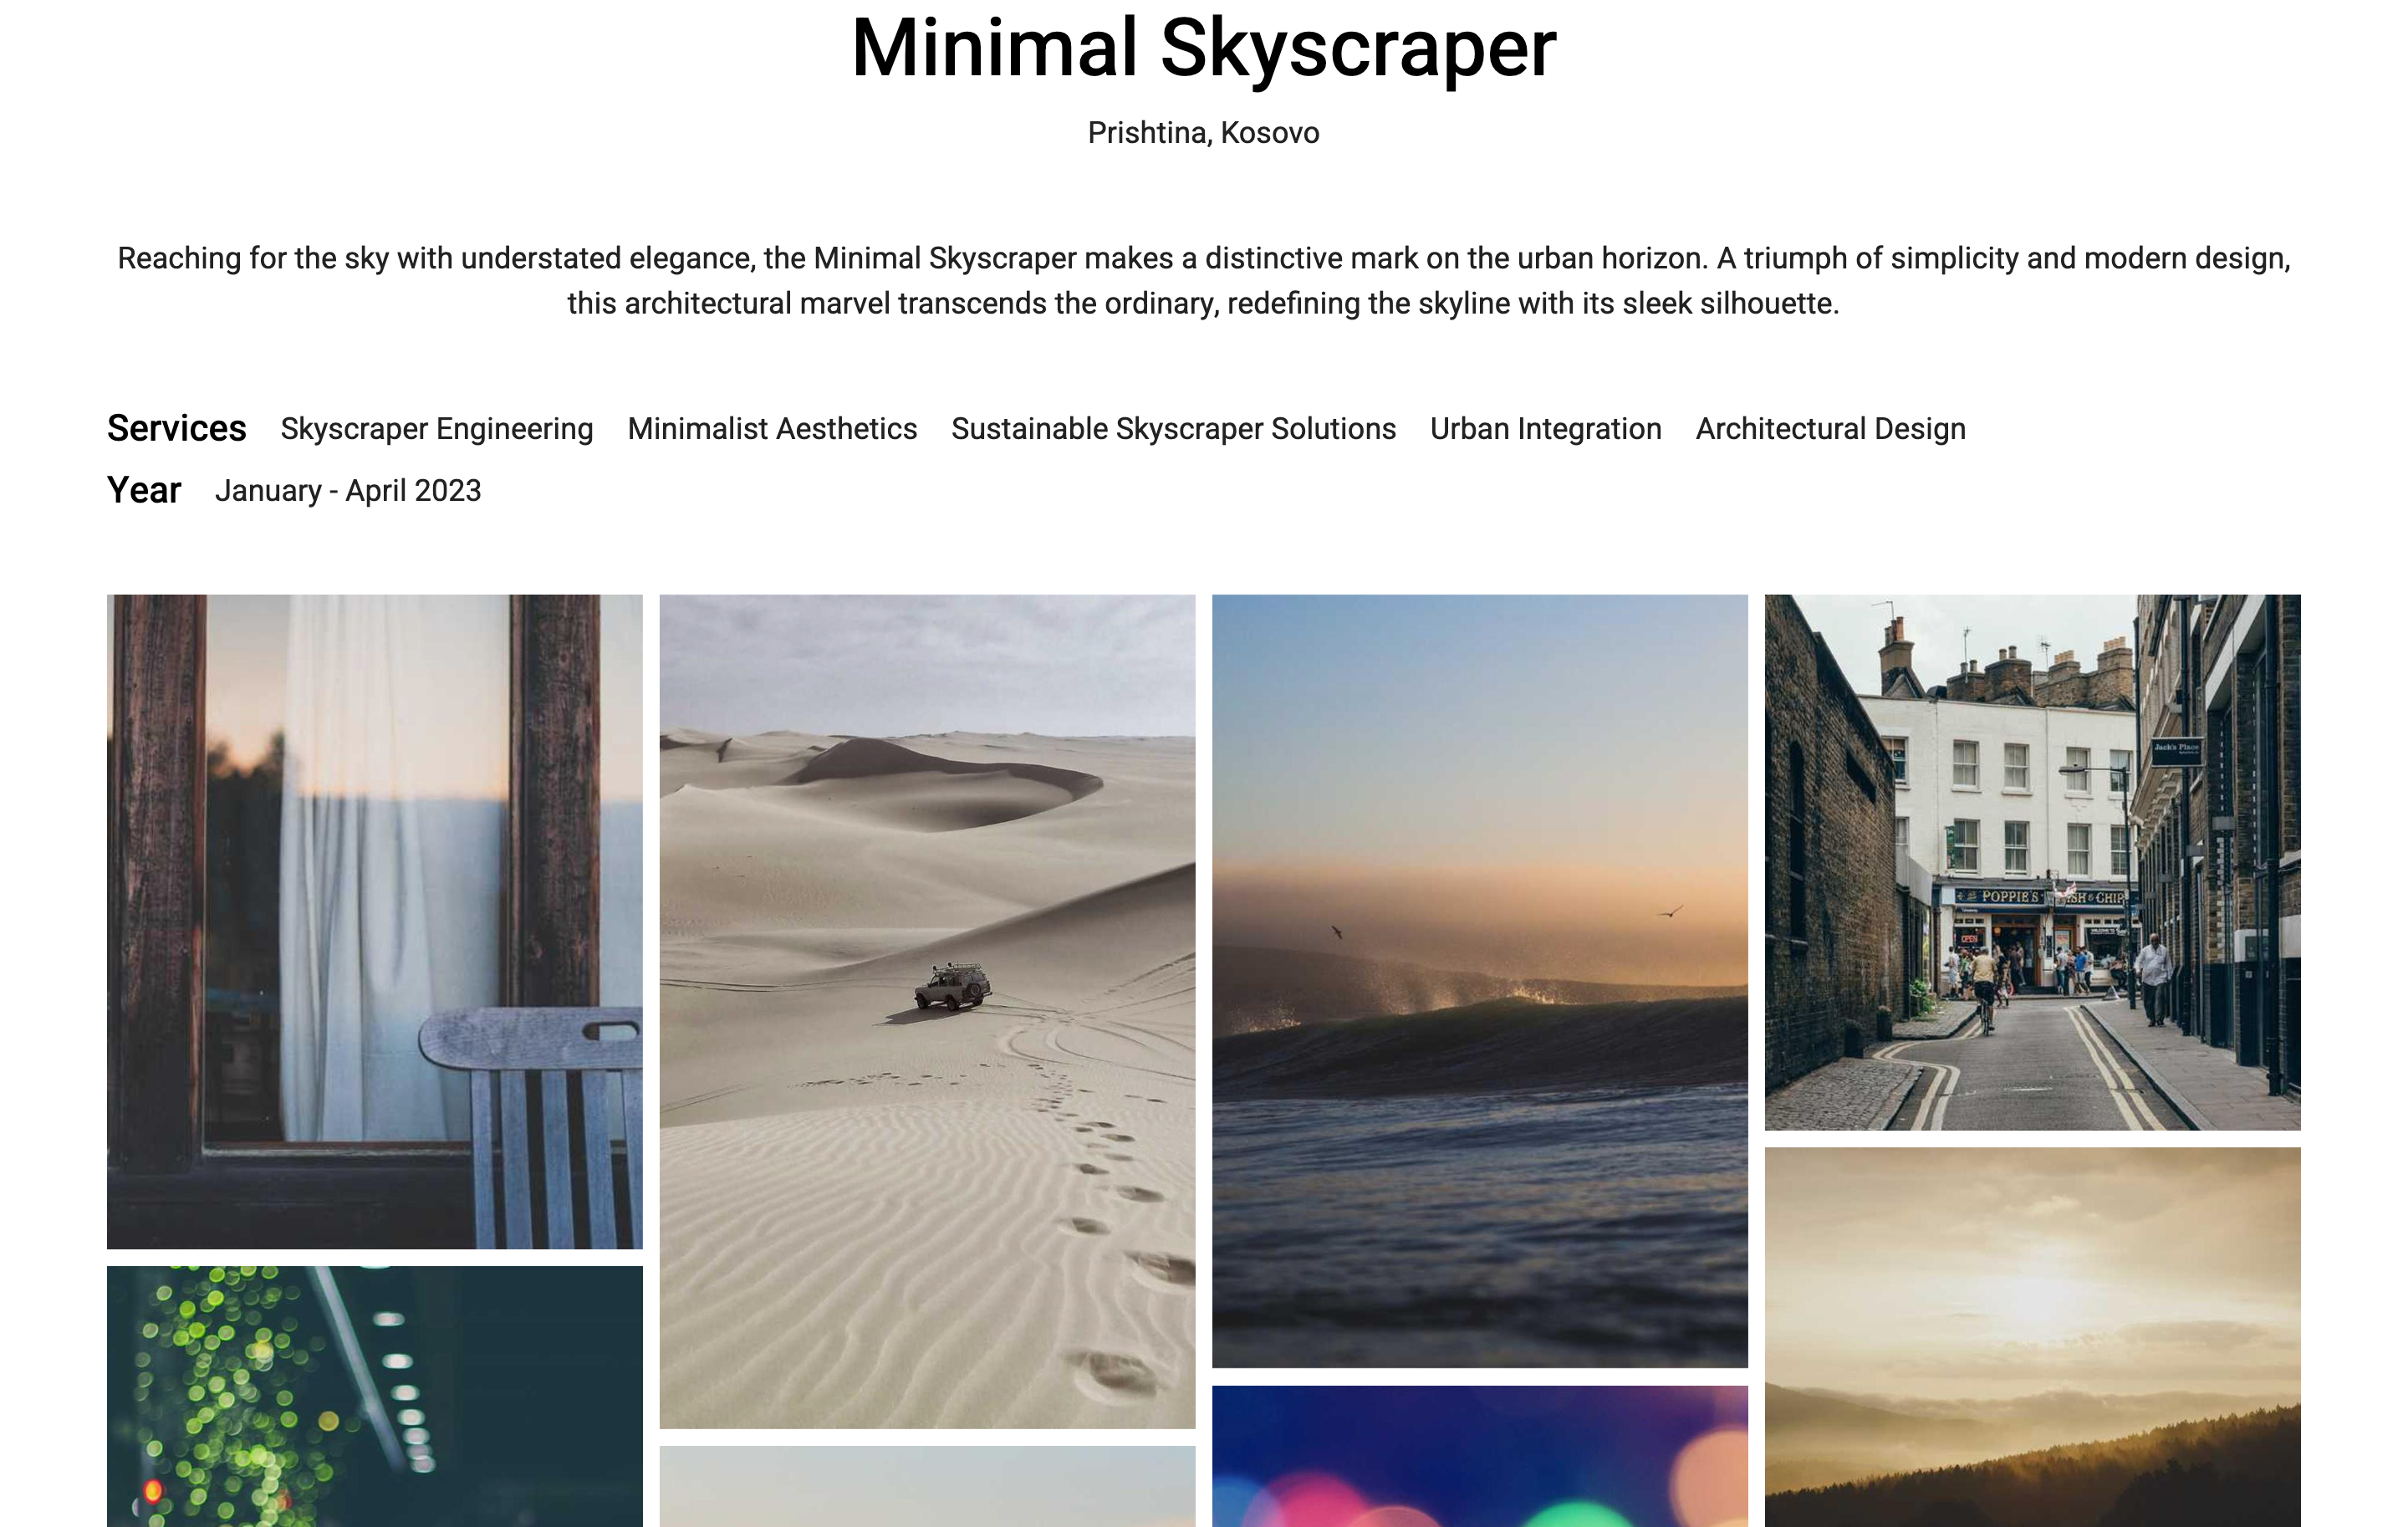 Minimal Skyscraper
Prishtina, Kosovo
Reaching for the sky with understated elegance, the Minimal Skyscraper makes a distinctive mark on the urban horizon. A triumph of simplicity and modern design,
this architectural marvel transcends the ordinary, redefining the skyline with its sleek silhouette.
Services Skyscraper Engineering Minimalist Aesthetics Sustainable Skyscraper Solutions Urban Integration Architectural Design
Year January - April 2023
Jack's Place
POPPIE'S
OPEN